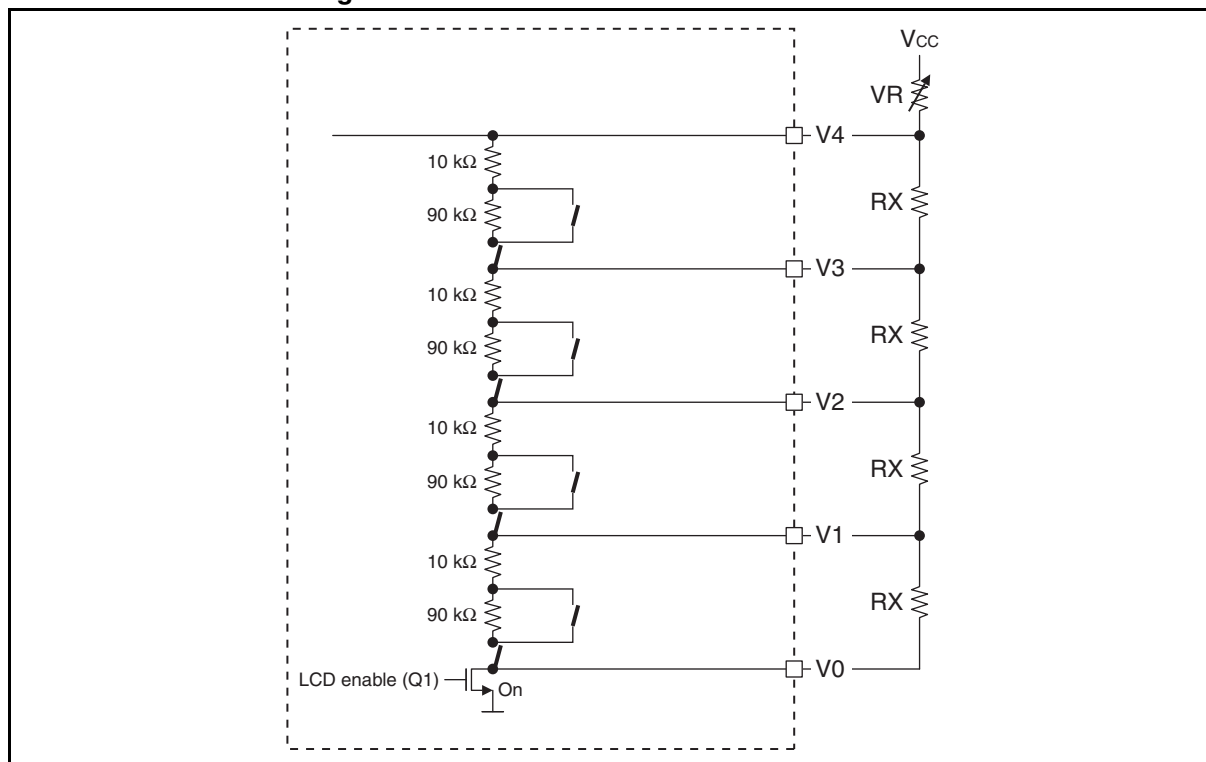 g
VCC
VR
V4
10 kΩ
90 kΩ
RX
V3
10 kΩ
90 kΩ
RX
V2
10 kΩ
90 kΩ
RX
V1
10 kΩ
90 kΩ
RX
V0
LCD enable (Q1)
On